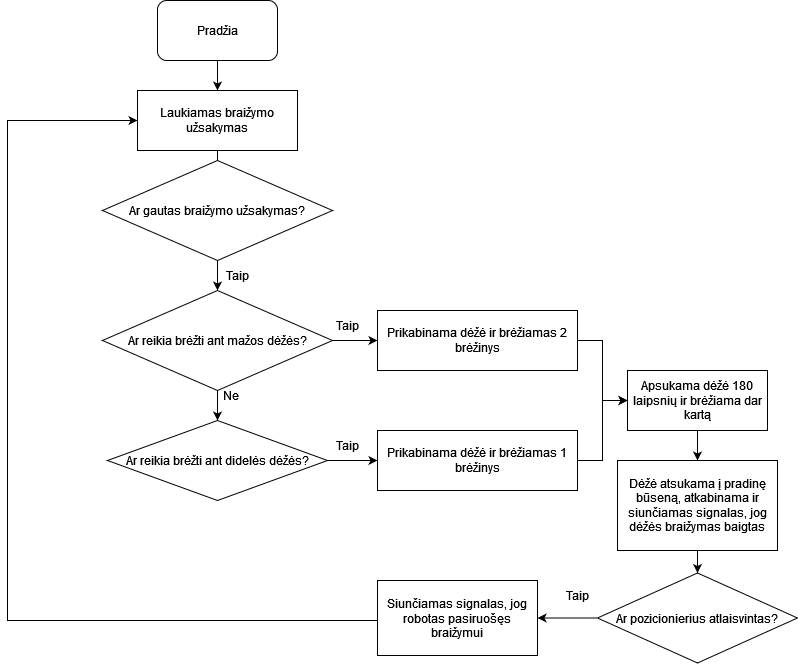 Pradžia
Laukiamas braižymo
užsakymas
Ar gautas braižymo užsakymas?
Taip
Ar reikia brėžti ant mažos dėžės?
Taip
Prikabinama dėžė ir brėžiamas 2
brėžinys
Ne
Ar reikia brėžti ant didelės dėžės?
Taip
Prikabinama dėžė ir brėžiamas 1
brėžinys
Apsukama dėžė 180
laipsnių ir brėžiama dar
kartą
Dėžė atsukama į pradinę
būseną, atkabinama ir
siunčiamas signalas, jog
dėžės braižymas baigtas
Ar pozicionierius atlaisvintas?
Taip
Siunčiamas signalas, jog
robotas pasiruošęs
braižymui